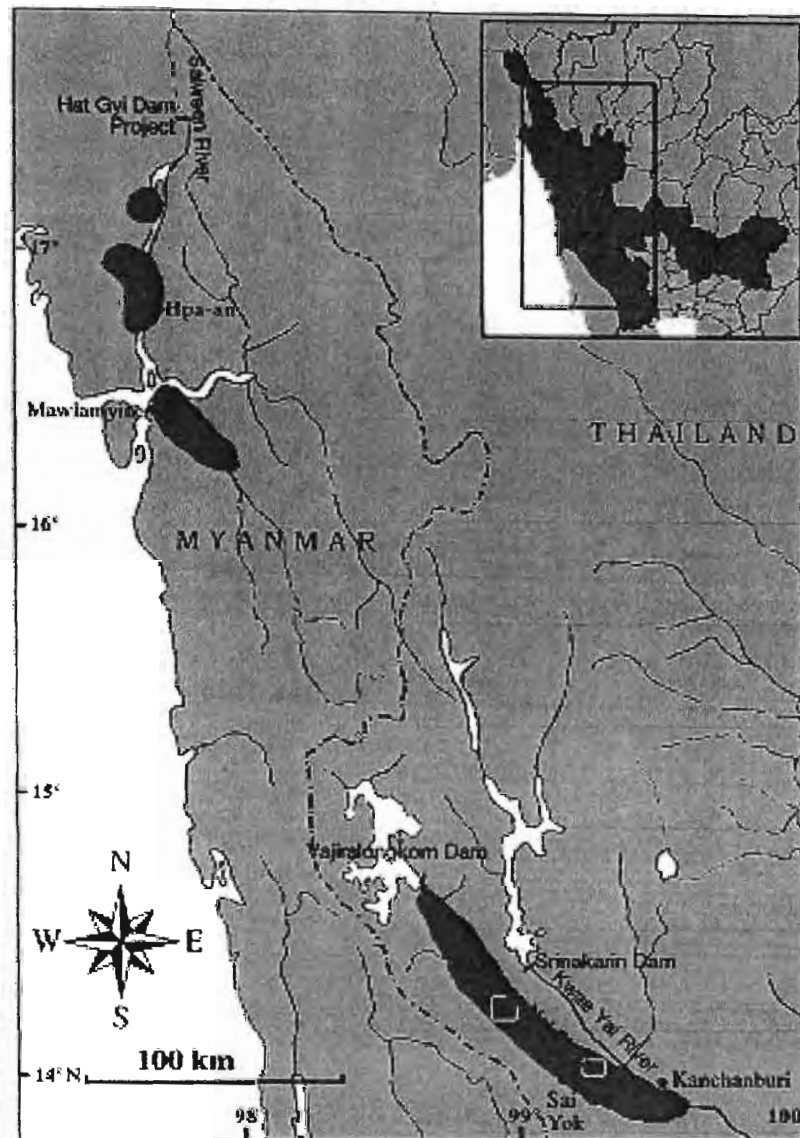 Hat Gyi Dam
Project
Salween River
17°
Hpa-an
Mawlamyine
THAILAND
16°
MYANMAR
15°
Vajiralongkorn Dam
N
W E
S
Srinakarin Dam
Kwae Yai River
100 km
14° N
Kanchanburi
Sai
Yok
98
99
100